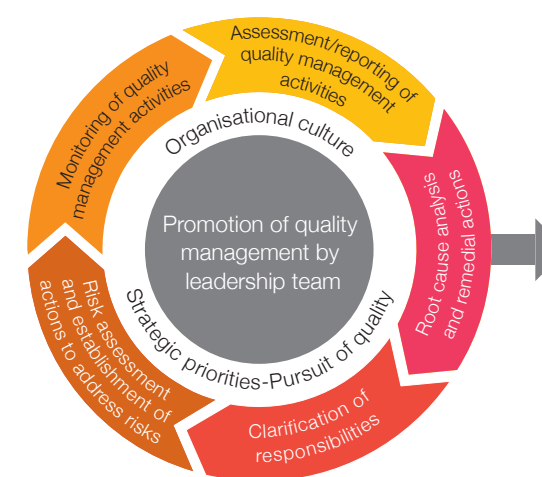 Assessment/reporting of
quality management
activities
Monitoring of quality
management activities
Organisational culture
Promotion of quality
management by
leadership team
Root cause analysis
and remedial actions
Strategic priorities-Pursuit of quality
Risk assessment
and establishment of
actions to address risks
Clarification of
responsibilities